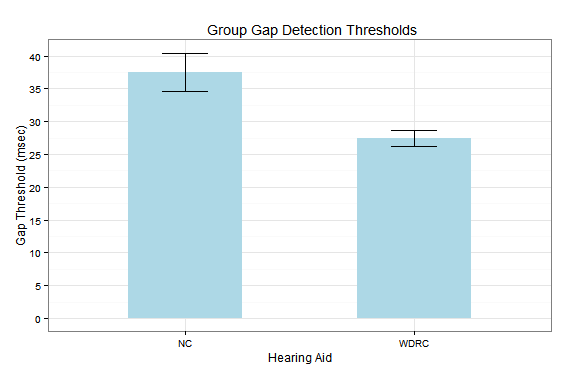 Group Gap Detection Thresholds
Gap Threshold (msec)
40
35
30
25
20
15
10
5
0
NC WDRC
Hearing Aid